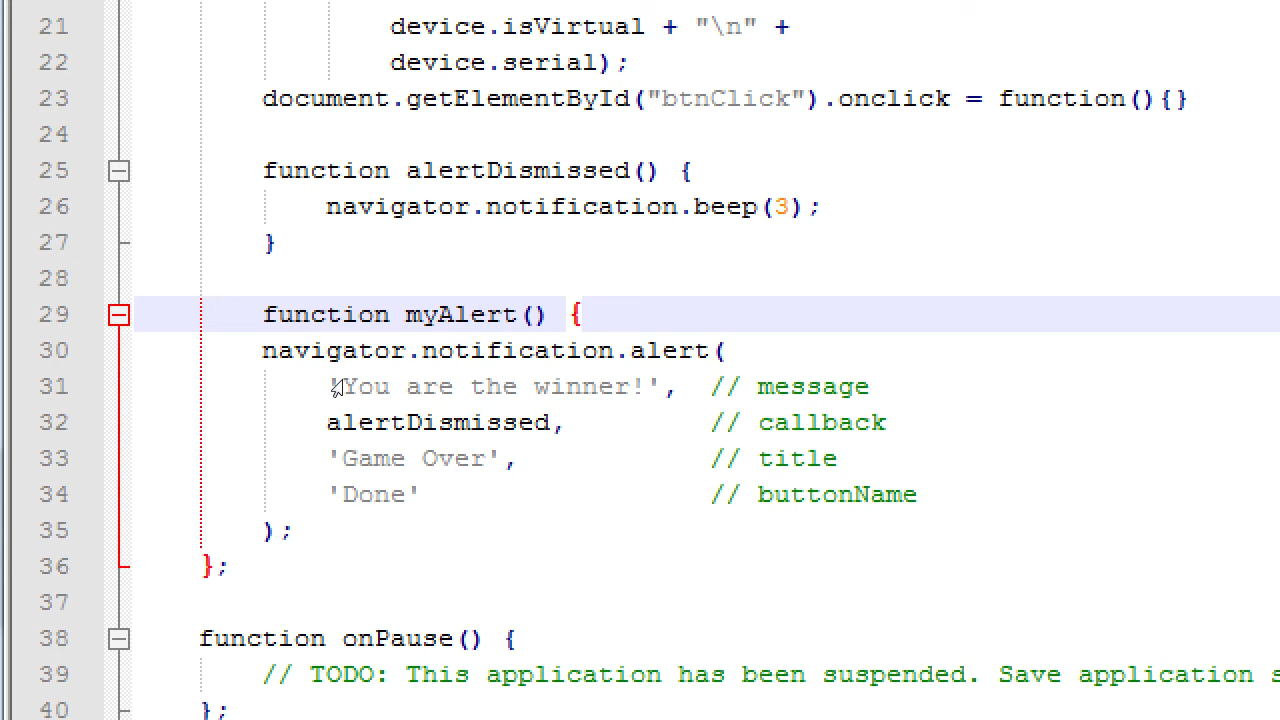 21 device.isVirtual + "\n" +
22 device.serial);
23 document.getElementById("btnClick").onclick = function(){}
24
25 function alertDismissed() {
26 navigator.notification.beep(3);
27 }
28
29 function myAlert() {
30 navigator.notification.alert(
31 'You are the winner!', // message
32 alertDismissed, // callback
33 'Game Over', // title
34 'Done' // buttonName
35 );
36 };
37
38 function onPause() {
39 // TODO: This application has been suspended. Save application s
40 };